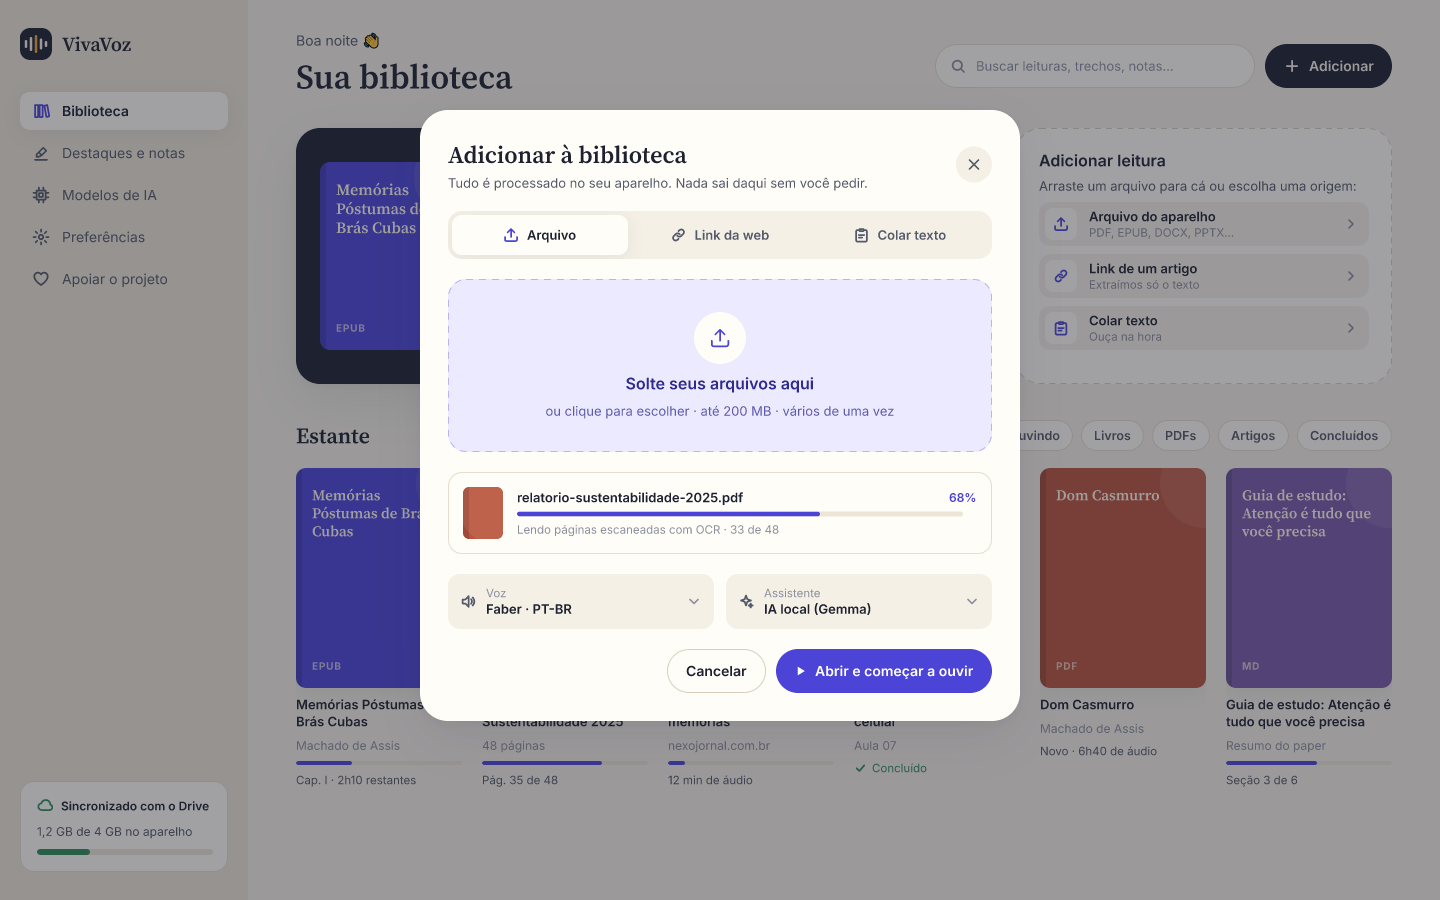 VivaVoz
Biblioteca
Destaques e notas
Modelos de IA
Preferências
Apoiar o projeto
Sincronizado com o Drive
1,2 GB de 4 GB no aparelho
Boa noite 👋
Sua biblioteca
Buscar leituras, trechos, notas...
Adicionar
Memórias
Póstumas d
Brás Cubas
EPUB
Adicionar leitura
Arraste um arquivo para cá ou escolha uma origem:
Arquivo do aparelho
PDF, EPUB, DOCX, PPTX...
Link de um artigo
Extraímos só o texto
Colar texto
Ouça na hora
Adicionar à biblioteca
Tudo é processado no seu aparelho. Nada sai daqui sem você pedir.
Arquivo
Link da web
Colar texto
Solte seus arquivos aqui
ou clique para escolher · até 200 MB · vários de uma vez
relatorio-sustentabilidade-2025.pdf
68%
Lendo páginas escaneadas com OCR · 33 de 48
Voz
Faber · PT-BR
Assistente
IA local (Gemma)
Cancelar
Abrir e começar a ouvir
Estante
uvindo
Livros
PDFs
Artigos
Concluídos
Memórias
Póstumas de Bra
Cubas
EPUB
Memórias Póstumas
Brás Cubas
Machado de Assis
Cap. I · 2h10 restantes
Sustentabilidade 2025
48 páginas
Pág. 35 de 48
memórias
nexojornal.com.br
12 min de áudio
celular
Aula 07
Concluído
Dom Casmurro
PDF
Dom Casmurro
Machado de Assis
Novo · 6h40 de áudio
Guia de estudo:
Atenção é tudo que
você precisa
MD
Guia de estudo: Atenção é
tudo que você precisa
Resumo do paper
Seção 3 de 6